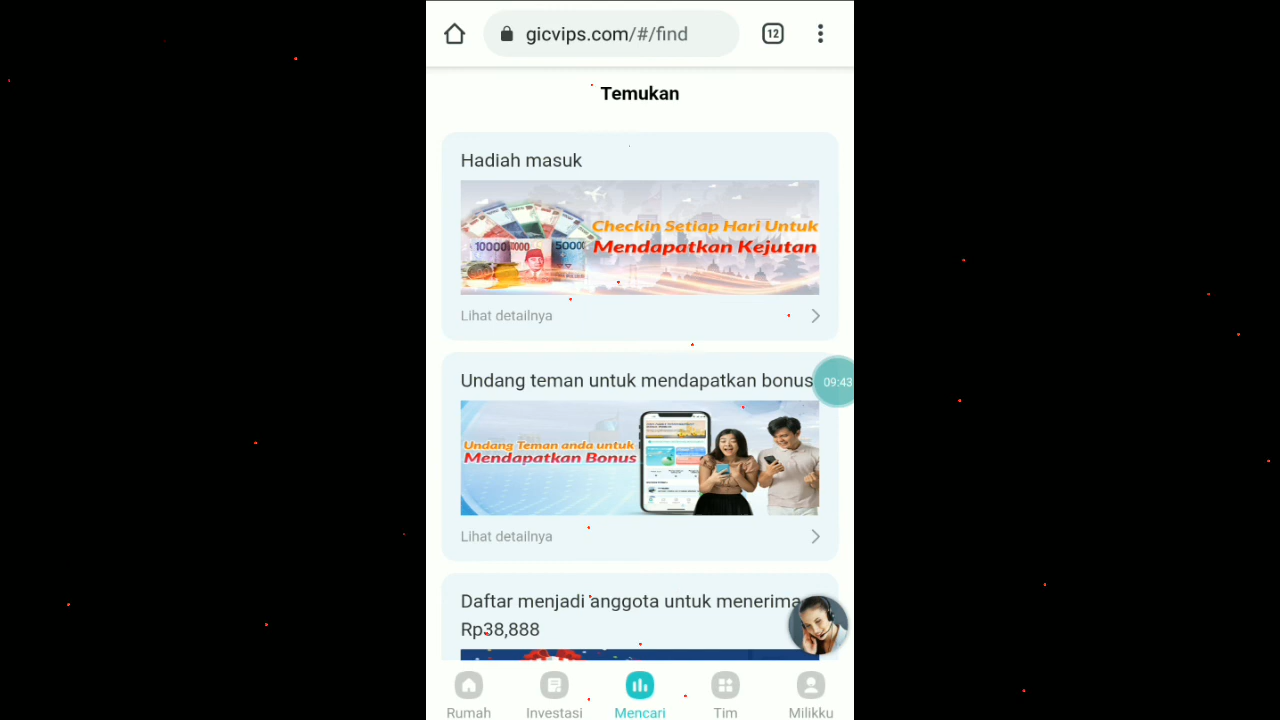 gicvips.com/#/find
12
Temukan
Hadiah masuk
Checkin Setiap Hari Untuk
Mendapatkan Kejutan
10000
50000
Lihat detailnya
Undang teman untuk mendapatkan bonus
09:43
Undang Teman anda untuk
Mendapatkan Bonus
Lihat detailnya
Daftar menjadi anggota untuk menerima
Rp38,888
Rumah
Investasi
Mencari
Tim
Milikku